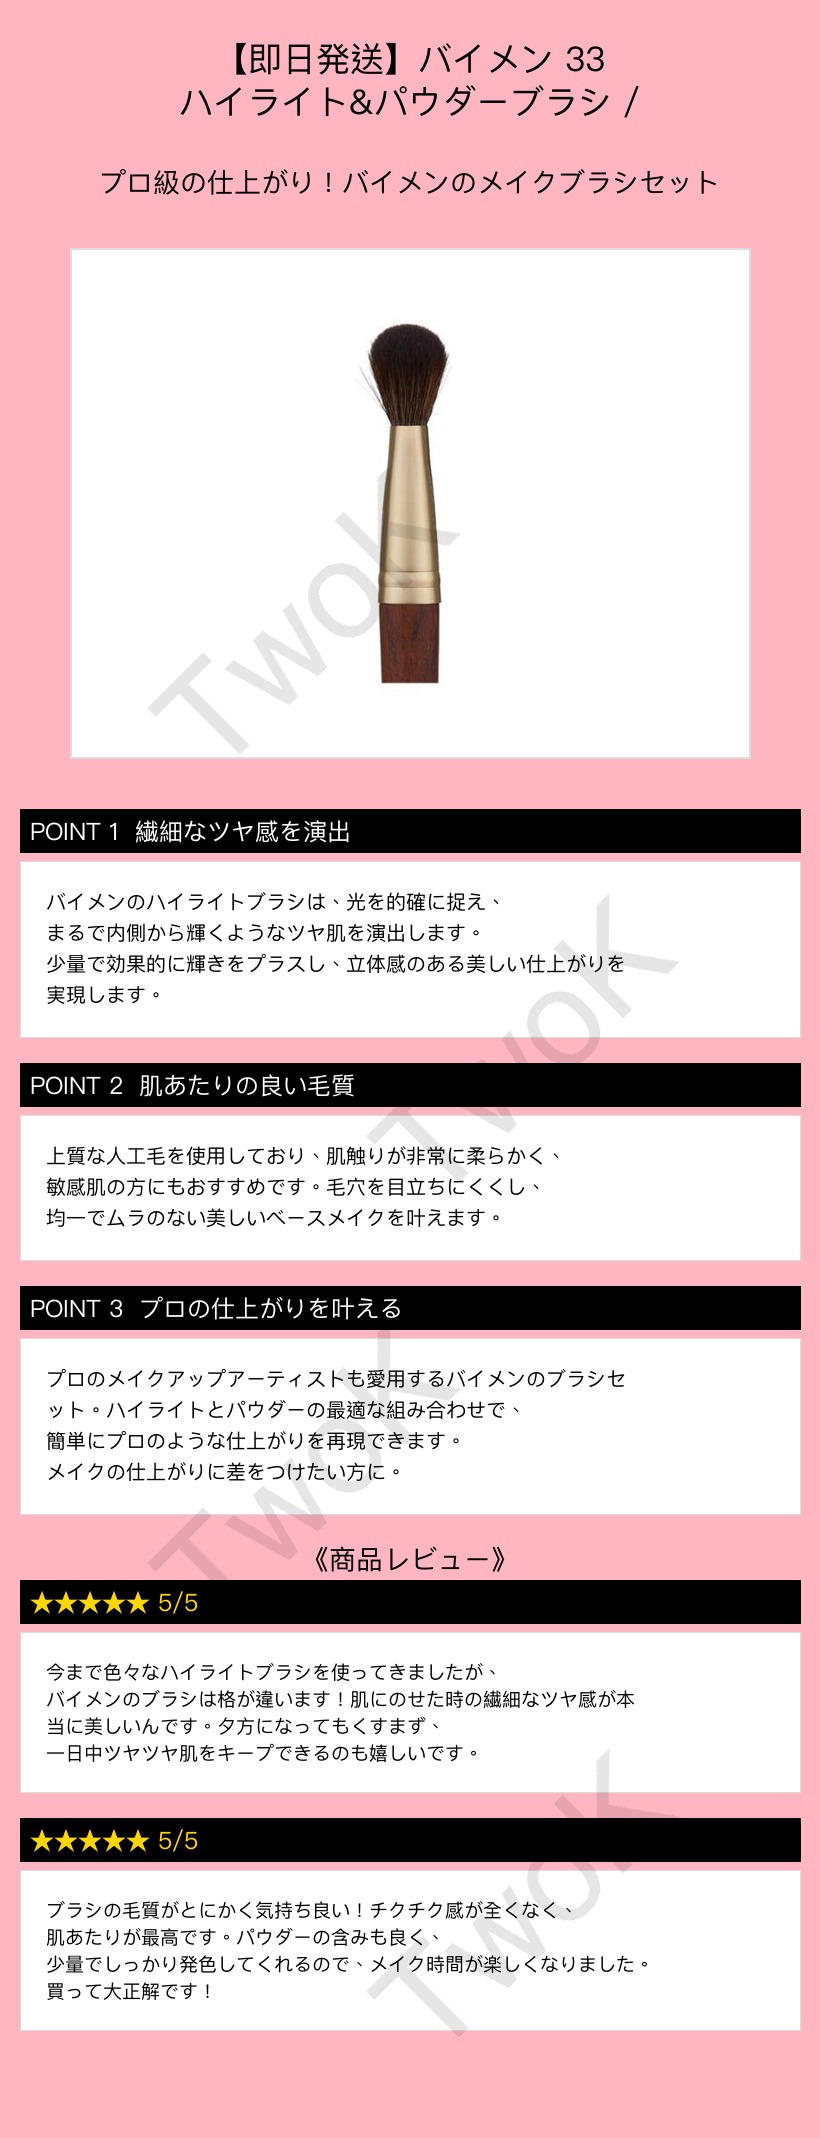 【即日発送】バイメン 33
ハイライト&パウダーブラシ /
プロ級の仕上がり！バイメンのメイクブラシセット
TwoK
POINT 1 繊細なツヤ感を演出
バイメンのハイライトブラシは、光を的確に捉え、
まるで内側から輝くようなツヤ肌を演出します。
少量で効果的に輝きをプラスし、立体感のある美しい仕上がりを
実現します。
TwoK
POINT 2 肌あたりの良い毛質
上質な人工毛を使用しており、肌触りが非常に柔らかく、
敏感肌の方にもおすすめです。毛穴を目立ちにくくし、
均一でムラのない美しいベースメイクを叶えます。
POINT 3 プロの仕上がりを叶える
プロのメイクアップアーティストも愛用するバイメンのブラシセ
ット。ハイライトとパウダーの最適な組み合わせで、
簡単にプロのような仕上がりを再現できます。
メイクの仕上がりに差をつけたい方に。
TwoK
《商品レビュー》
★★★★★ 5/5
今まで色々なハイライトブラシを使ってきましたが、
バイメンのブラシは格が違います！肌にのせた時の繊細なツヤ感が本
当に美しいんです。夕方になってもくすまず、
一日中ツヤツヤ肌をキープできるのも嬉しいです。
★★★★★ 5/5
ブラシの毛質がとにかく気持ち良い！チクチク感が全くなく、
肌あたりが最高です。パウダーの含みも良く、
少量でしっかり発色してくれるので、メイク時間が楽しくなりました。
買って大正解です！
TwoK